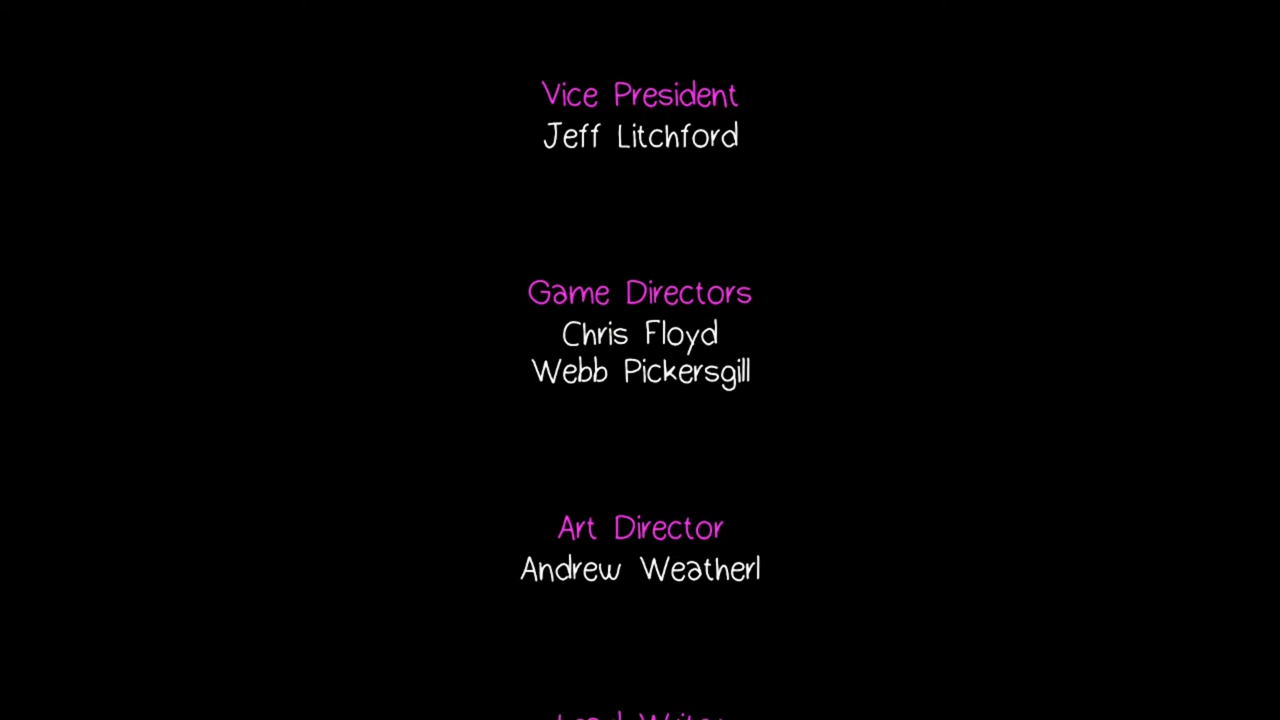 Vice President
Jeff Litchford
Game Directors
Chris Floyd
Webb Pickersgill
Art Director
Andrew Weatherl